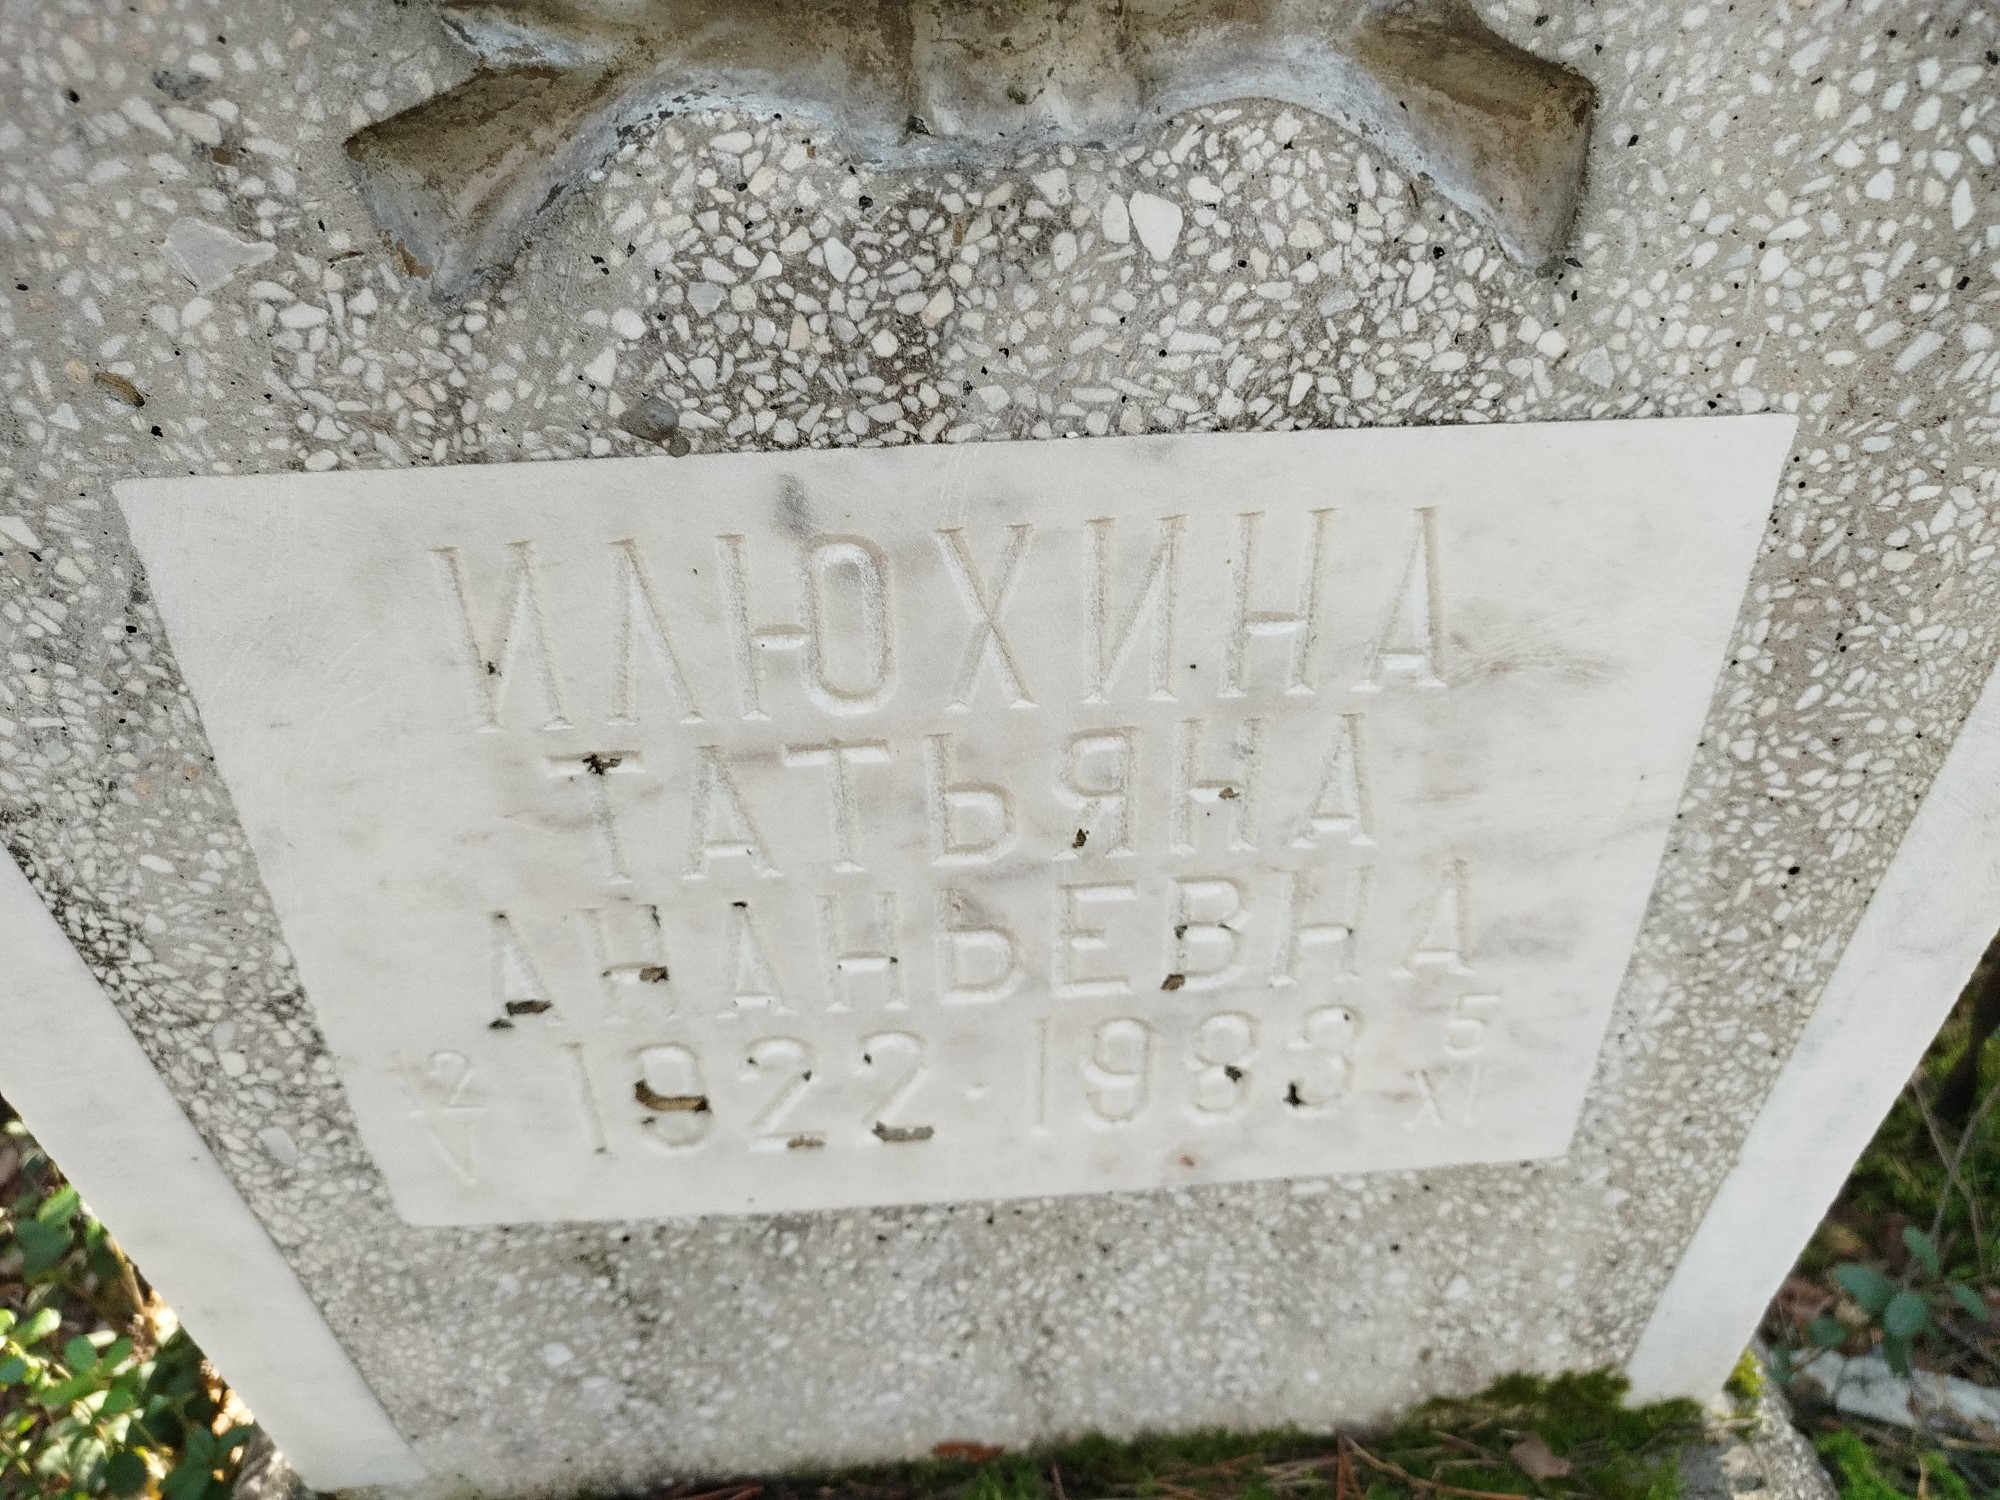 ИЛЮХИНА
ТАТЬЯНА
АНАНЬЕВНА
2/V 1922 · 1983 5/XI